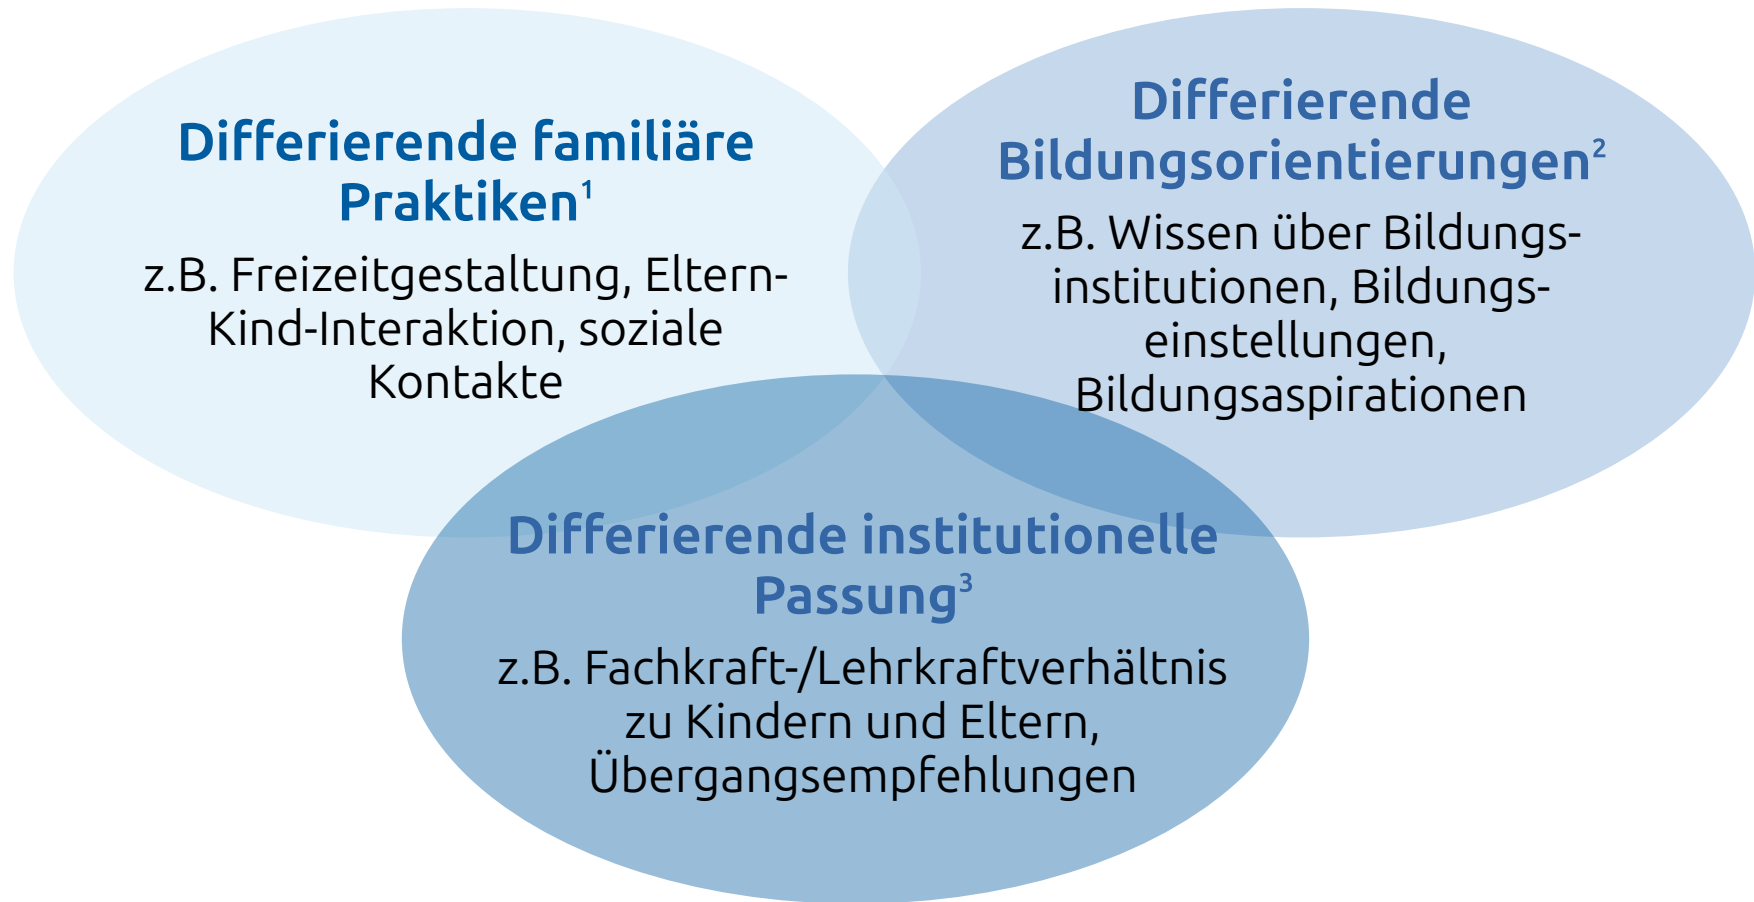 Differierende familiäre
Praktiken¹
z.B. Freizeitgestaltung, Eltern-
Kind-Interaktion, soziale
Kontakte
Differierende
Bildungsorientierungen²
z.B. Wissen über Bildungs-
institutionen, Bildungs-
einstellungen,
Bildungsaspirationen
Differierende institutionelle
Passung³
z.B. Fachkraft-/Lehrkraftverhältnis
zu Kindern und Eltern,
Übergangsempfehlungen